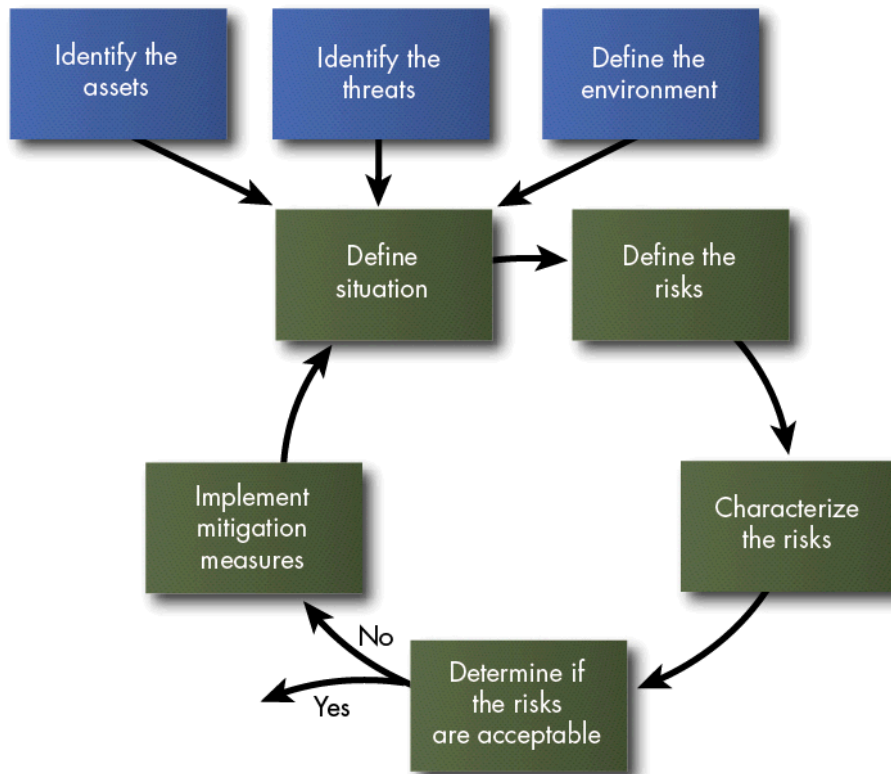 Identify the
assets
Identify the
threats
Define the
environment
Define
situation
Define the
risks
Implement
mitigation
measures
Characterize
the risks
No
Yes
Determine if
the risks
are acceptable